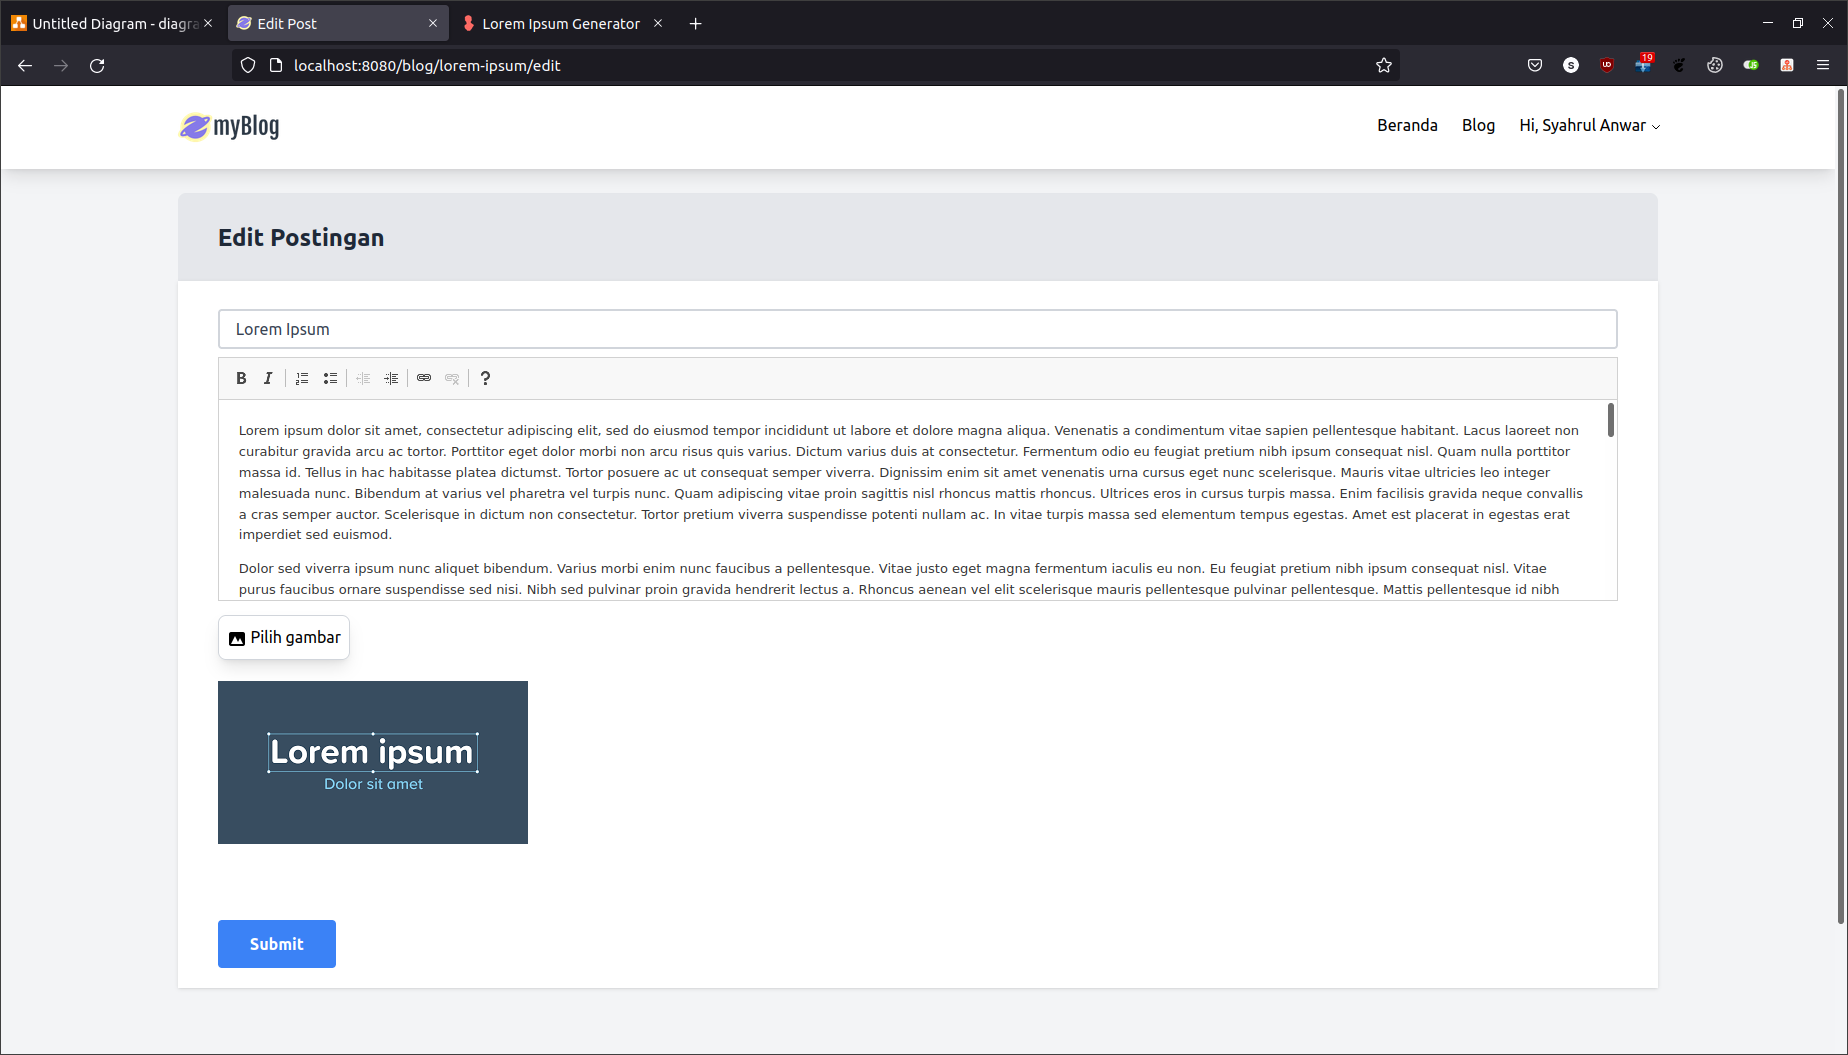 Untitled Diagram - diagra
Edit Post
Lorem Ipsum Generator
localhost:8080/blog/lorem-ipsum/edit
S
19
myBlog
Beranda
Blog
Hi, Syahrul Anwar
Edit Postingan
Lorem Ipsum
B I ?
Lorem ipsum dolor sit amet, consectetur adipiscing elit, sed do eiusmod tempor incididunt ut labore et dolore magna aliqua. Venenatis a condimentum vitae sapien pellentesque habitant. Lacus laoreet non
curabitur gravida arcu ac tortor. Porttitor eget dolor morbi non arcu risus quis varius. Dictum varius duis at consectetur. Fermentum odio eu feugiat pretium nibh ipsum consequat nisl. Quam nulla porttitor
massa id. Tellus in hac habitasse platea dictumst. Tortor posuere ac ut consequat semper viverra. Dignissim enim sit amet venenatis urna cursus eget nunc scelerisque. Mauris vitae ultricies leo integer
malesuada nunc. Bibendum at varius vel pharetra vel turpis nunc. Quam adipiscing vitae proin sagittis nisl rhoncus mattis rhoncus. Ultrices eros in cursus turpis massa. Enim facilisis gravida neque convallis
a cras semper auctor. Scelerisque in dictum non consectetur. Tortor pretium viverra suspendisse potenti nullam ac. In vitae turpis massa sed elementum tempus egestas. Amet est placerat in egestas erat
imperdiet sed euismod.
Dolor sed viverra ipsum nunc aliquet bibendum. Varius morbi enim nunc faucibus a pellentesque. Vitae justo eget magna fermentum iaculis eu non. Eu feugiat pretium nibh ipsum consequat nisl. Vitae
purus faucibus ornare suspendisse sed nisi. Nibh sed pulvinar proin gravida hendrerit lectus a. Rhoncus aenean vel elit scelerisque mauris pellentesque pulvinar pellentesque. Mattis pellentesque id nibh
Pilih gambar
Lorem ipsum
Dolor sit amet
Submit